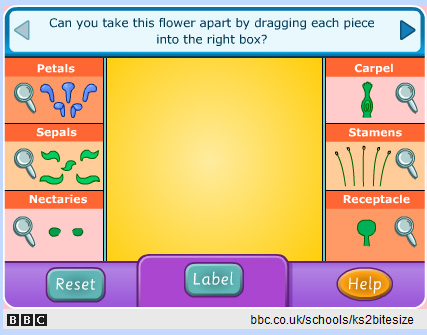 Can you take this flower apart by dragging each piece
into the right box?
Petals
Carpel
Sepals
Stamens
Nectaries
Receptacle
Reset
Label
Help
BBC
bbc.co.uk/schools/ks2bitesize